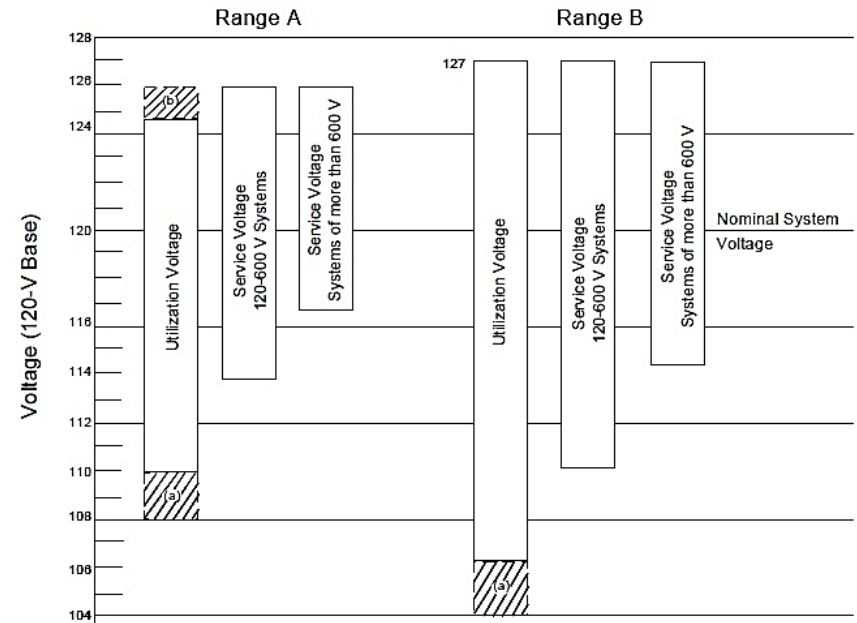 Range A
Range B
128
126
124
120
116
114
112
110
108
106
104
Voltage (120-V Base)
(b)
Utilization Voltage
(a)
Service Voltage
120-600 V Systems
Service Voltage
Systems of more than 600 V
127
Utilization Voltage
(a)
Service Voltage
120-600 V Systems
Service Voltage
Systems of more than 600 V
Nominal System
Voltage